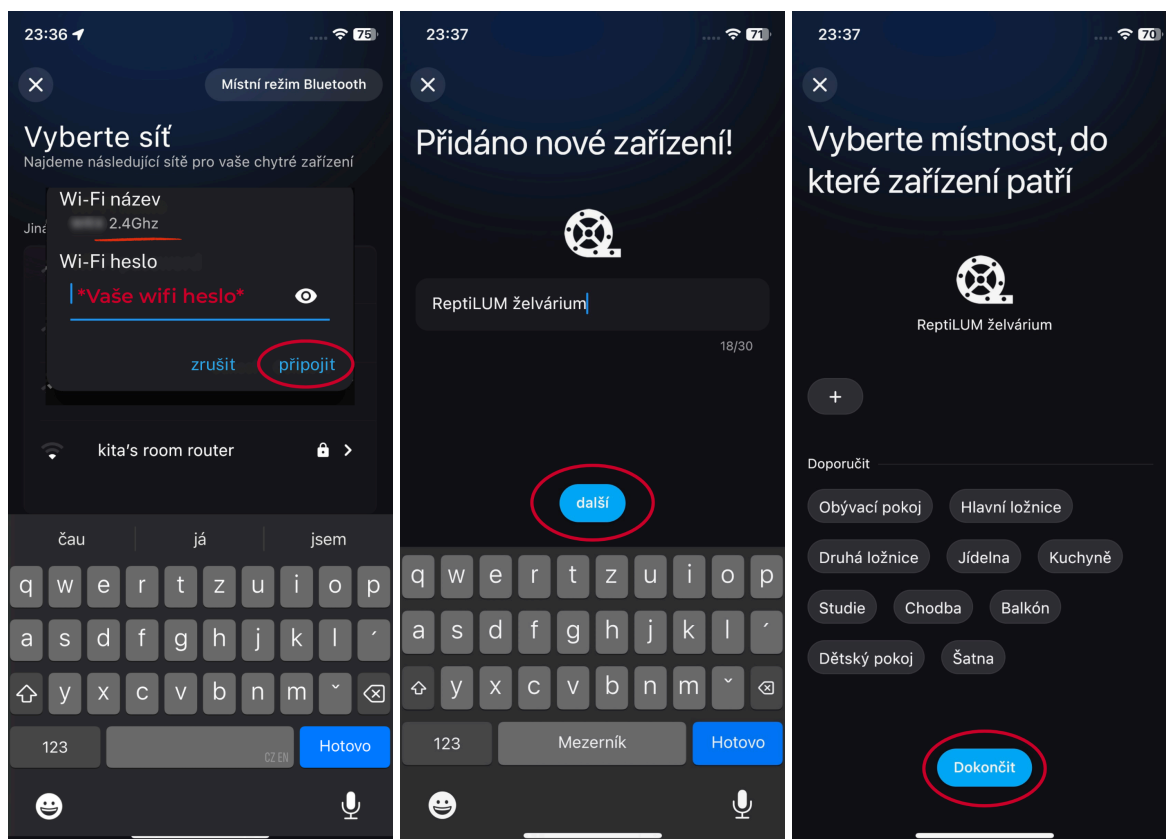 23:36
75
Místní režim Bluetooth
Vyberte síť
Najdeme následující sítě pro vaše chytré zařízení
Jiná
Wi-Fi název
2.4Ghz
Wi-Fi heslo
*Vaše wifi heslo*
zrušit připojit
kita's room router
čau já jsem
q w e r t z u i o p
a s d f g h j k l ´
y x c v b n m ˇ
123 CZ EN Hotovo
23:37
71
Přidáno nové zařízení!
ReptiLUM želvárium
18/30
další
q w e r t z u i o p
a s d f g h j k l ´
y x c v b n m ˇ
123 Mezerník Hotovo
23:37
70
Vyberte místnost, do
které zařízení patří
ReptiLUM želvárium
+
Doporučit
Obývací pokoj Hlavní ložnice
Druhá ložnice Jídelna Kuchyně
Studie Chodba Balkón
Dětský pokoj Šatna
Dokončit